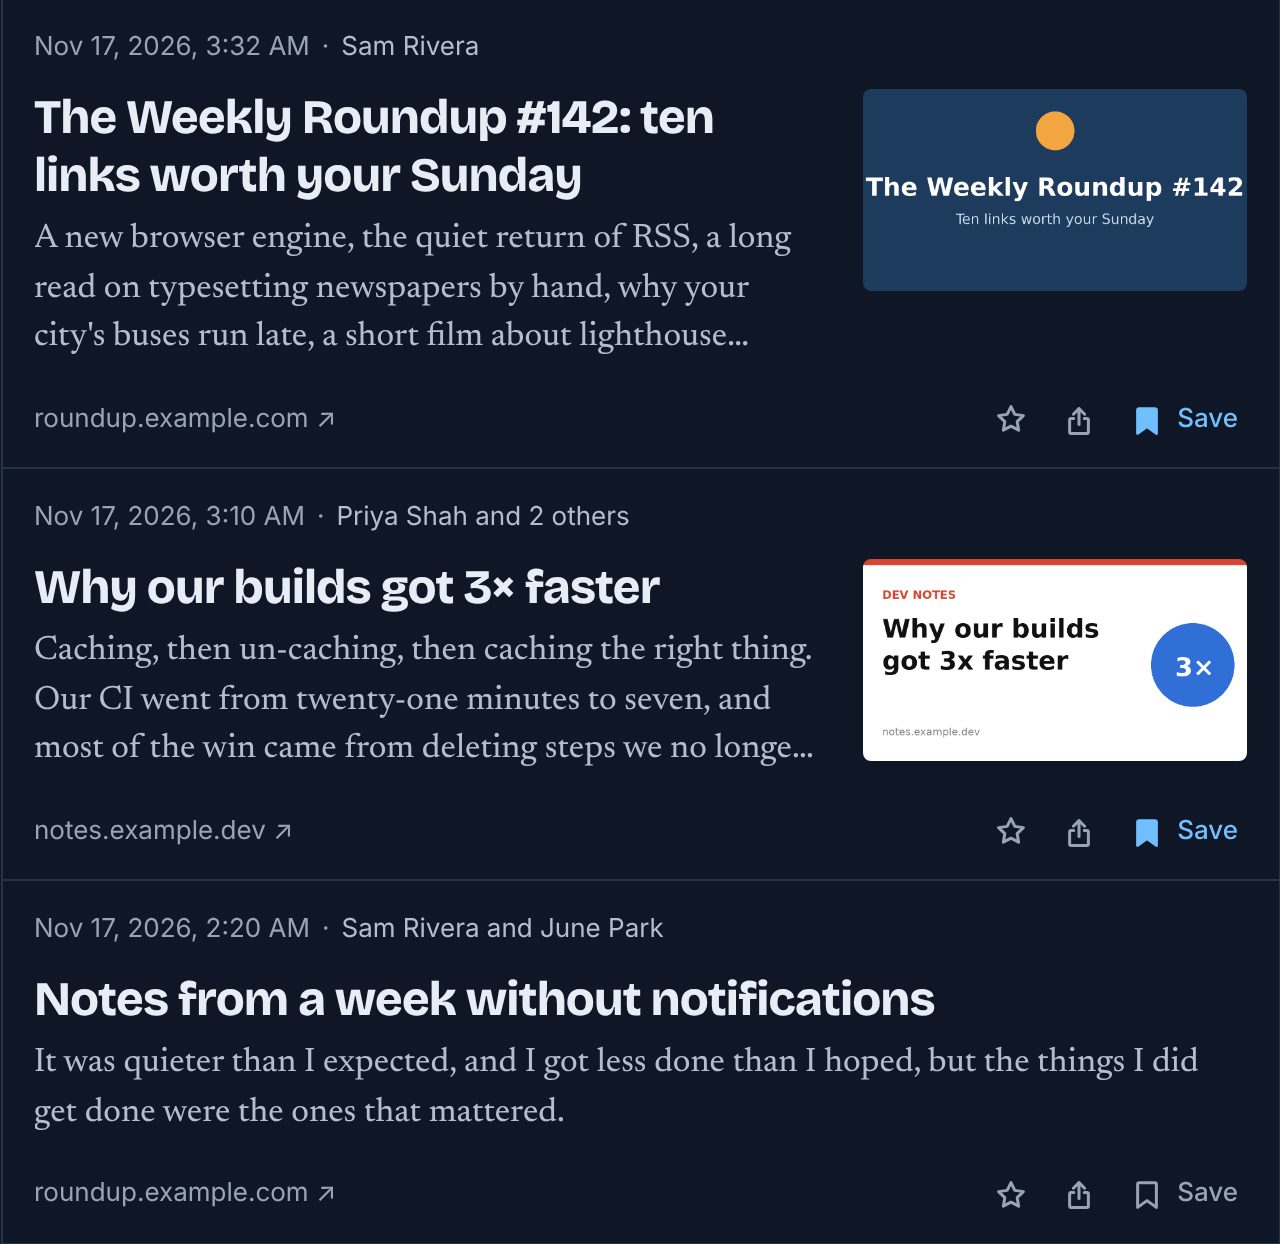 Nov 17, 2026, 3:32 AM · Sam Rivera
The Weekly Roundup #142: ten
links worth your Sunday
A new browser engine, the quiet return of RSS, a long
read on typesetting newspapers by hand, why your
city's buses run late, a short film about lighthouse...
The Weekly Roundup #142
Ten links worth your Sunday
roundup.example.com ↗
Save
Nov 17, 2026, 3:10 AM · Priya Shah and 2 others
Why our builds got 3× faster
Caching, then un-caching, then caching the right thing.
Our CI went from twenty-one minutes to seven, and
most of the win came from deleting steps we no longe...
DEV NOTES
Why our builds
got 3x faster
3×
notes.example.dev
notes.example.dev ↗
Save
Nov 17, 2026, 2:20 AM · Sam Rivera and June Park
Notes from a week without notifications
It was quieter than I expected, and I got less done than I hoped, but the things I did
get done were the ones that mattered.
roundup.example.com ↗
Save